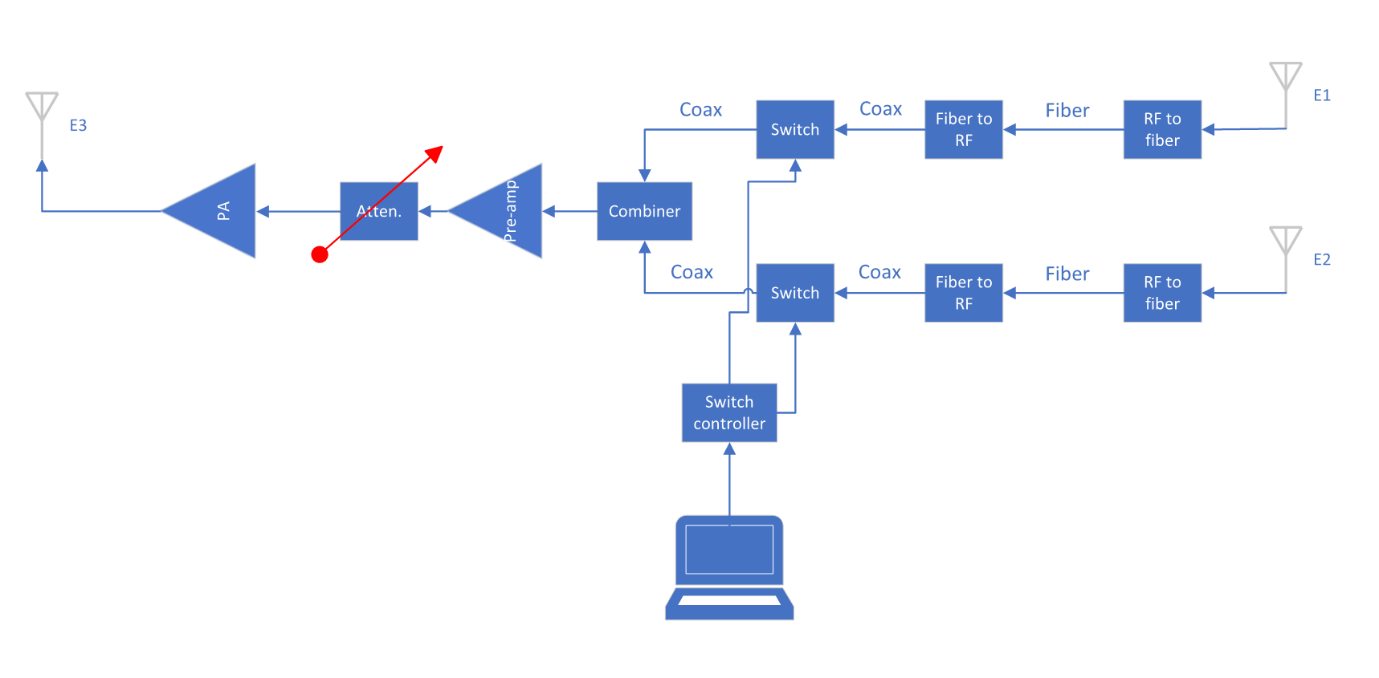 E1
E3
Coax
Switch
Coax
Fiber to
RF
Fiber
RF to
fiber
PA
Atten.
Pre-amp
Combiner
E2
Coax
Switch
Coax
Fiber to
RF
Fiber
RF to
fiber
Switch
controller